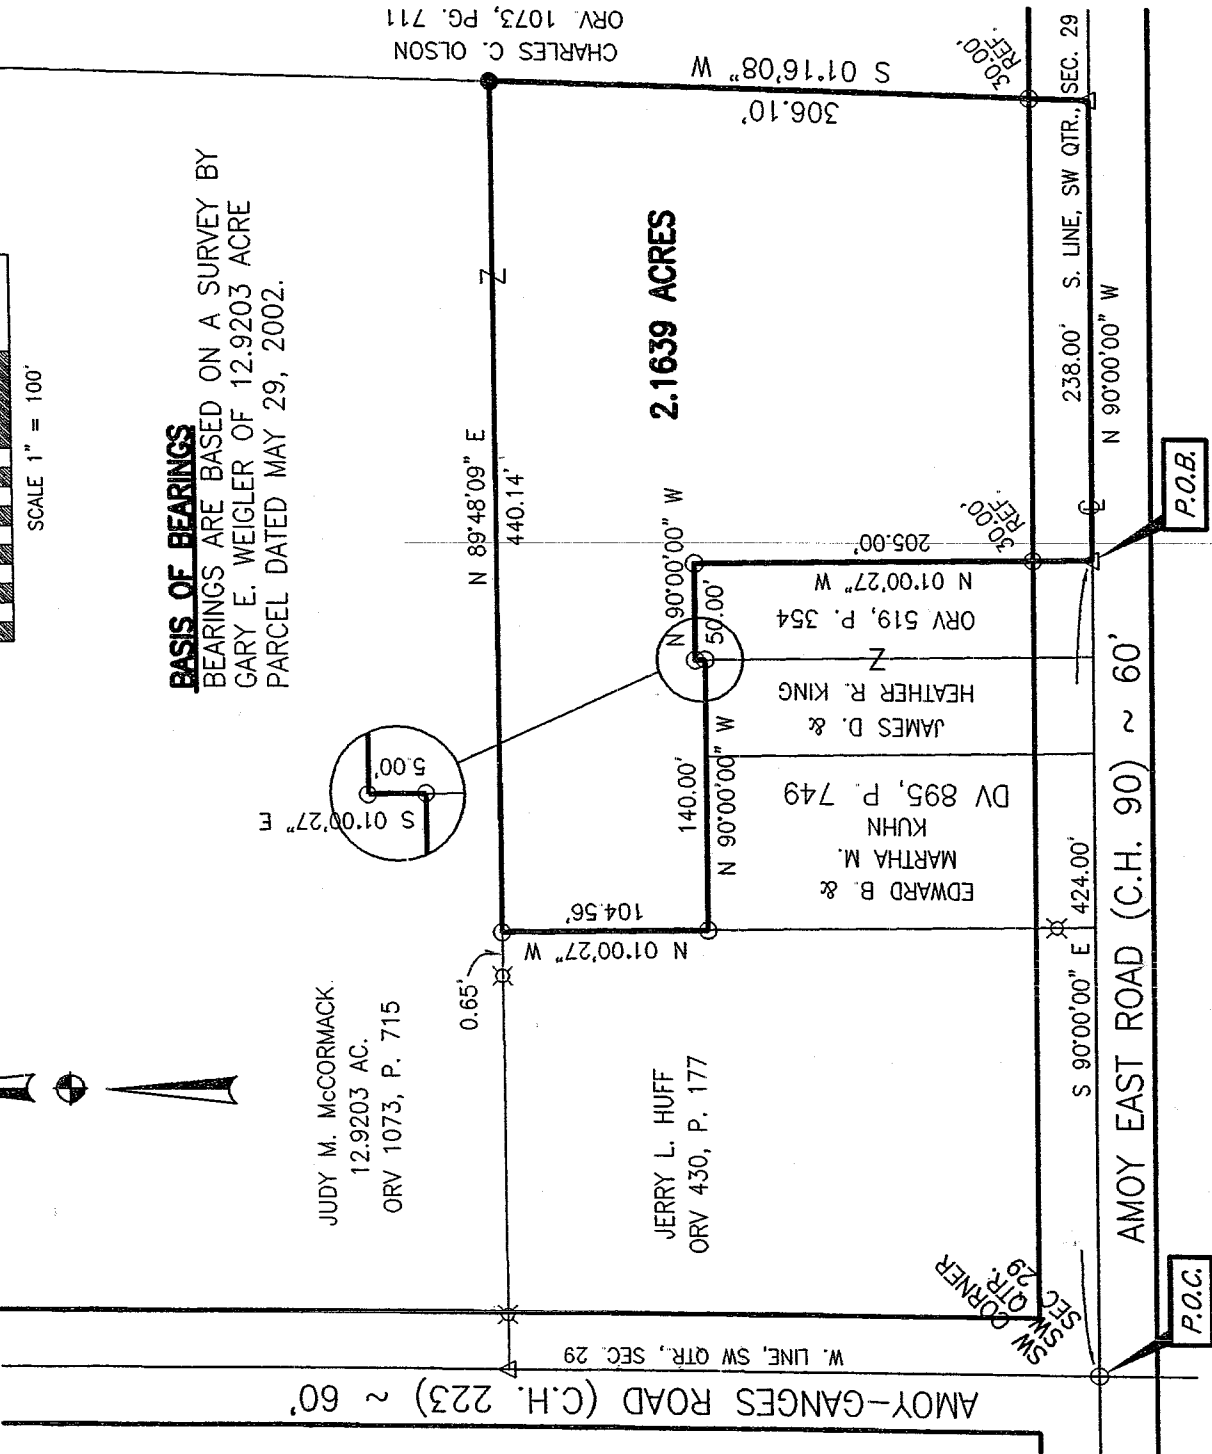 CHARLES C. OLSON
ORV. 1073, PG. 711
SCALE 1" = 100'
BASIS OF BEARINGS
BEARINGS ARE BASED ON A SURVEY BY
GARY E. WEIGLER OF 12.9203 ACRE
PARCEL DATED MAY 29, 2002.
JUDY M. McCORMACK
12.9203 AC.
ORV 1073, P. 715
0.65'
N 89°48'09" E
440.14'
Z
S 01°16'08" W
306.10'
30.00'
REF.
S 01°00'27" E
5.00'
2.1639 ACRES
N 01°00'27" W
104.56'
140.00'
N 90°00'00" W
N 90°00'00" W
50.00'
N 01°00'27" W
205.00'
30.00'
REF.
JERRY L. HUFF
ORV 430, P. 177
EDWARD B. &
MARTHA M.
KUHN
DV 895, P. 749
JAMES D. &
HEATHER R. KING
Z
ORV 519, P. 354
238.00'
S. LINE, SW QTR., SEC. 29
N 90°00'00" W
S 90°00'00" E
424.00'
SW CORNER
SW QTR.
SEC 29
W. LINE, SW QTR., SEC. 29
AMOY-GANGES ROAD (C.H. 223) ~ 60'
AMOY EAST ROAD (C.H. 90) ~ 60'
P.O.C.
P.O.B.